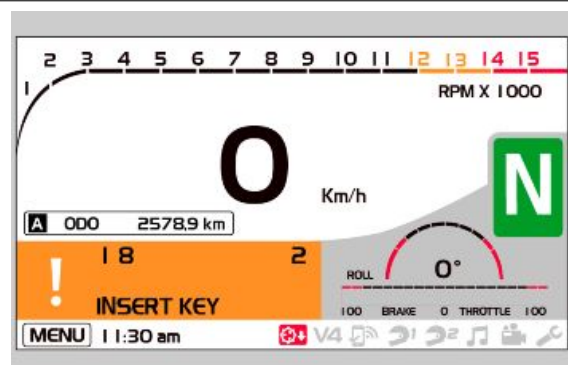 1 2 3 4 5 6 7 8 9 10 11 12 13 14 15
RPM X 1000
0
Km/h
N
A ODO 2578,9 km
! 18 2
INSERT KEY
ROLL 0°
100 BRAKE 0 THROTTLE 100
MENU 11:30 am
V4 1 2